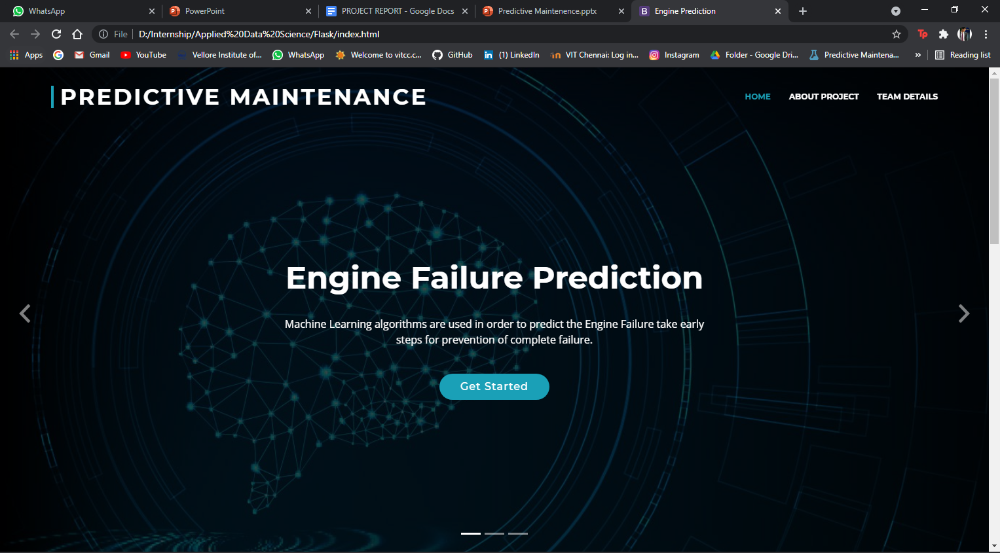 WhatsApp
PowerPoint
PROJECT REPORT - Google Docs
Predictive Maintenence.pptx
Engine Prediction
File
D:/Internship/Applied%20Data%20Science/Flask/index.html
Apps
Gmail
YouTube
Vellore Institute of...
WhatsApp
Welcome to vitcc.c...
GitHub
(1) LinkedIn
VIT Chennai: Log in...
Instagram
Folder - Google Dri...
Predictive Maintena...
»
Reading list
PREDICTIVE MAINTENANCE
HOME
ABOUT PROJECT
TEAM DETAILS
Engine Failure Prediction
Machine Learning algorithms are used in order to predict the Engine Failure take early
steps for prevention of complete failure.
Get Started